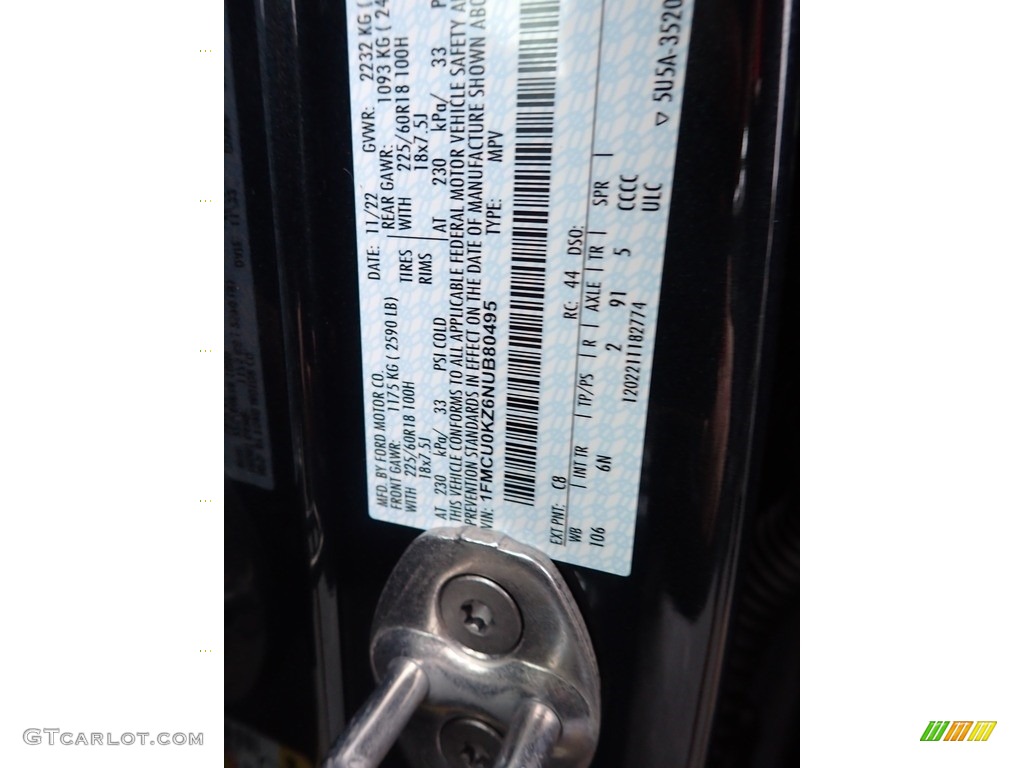 MFD. BY FORD MOTOR CO.
DATE: 11/22 GVWR: 2232 KG (
FRONT GAWR: 1175 KG ( 2590 LB) REAR GAWR: 1093 KG ( 24
WITH 225/60R18 100H TIRES WITH 225/60R18 100H
18x7.5J RIMS 18x7.5J
AT 230 kPa/ 33 PSI COLD AT 230 kPa/ 33 P
THIS VEHICLE CONFORMS TO ALL APPLICABLE FEDERAL MOTOR VEHICLE SAFETY A
PREVENTION STANDARDS IN EFFECT ON THE DATE OF MANUFACTURE SHOWN ABO
VIN: 1FMCU0KZ6NUB80495 TYPE: MPV
EXT PNT: C8 RC: 44 DSO:
WB | INT TR | TP/PS | R | AXLE | TR | SPR |
106 6N 2 91 5 CCCC
120221182774 ULC
▽ 5U5A-3520
GTCARLOT.COM